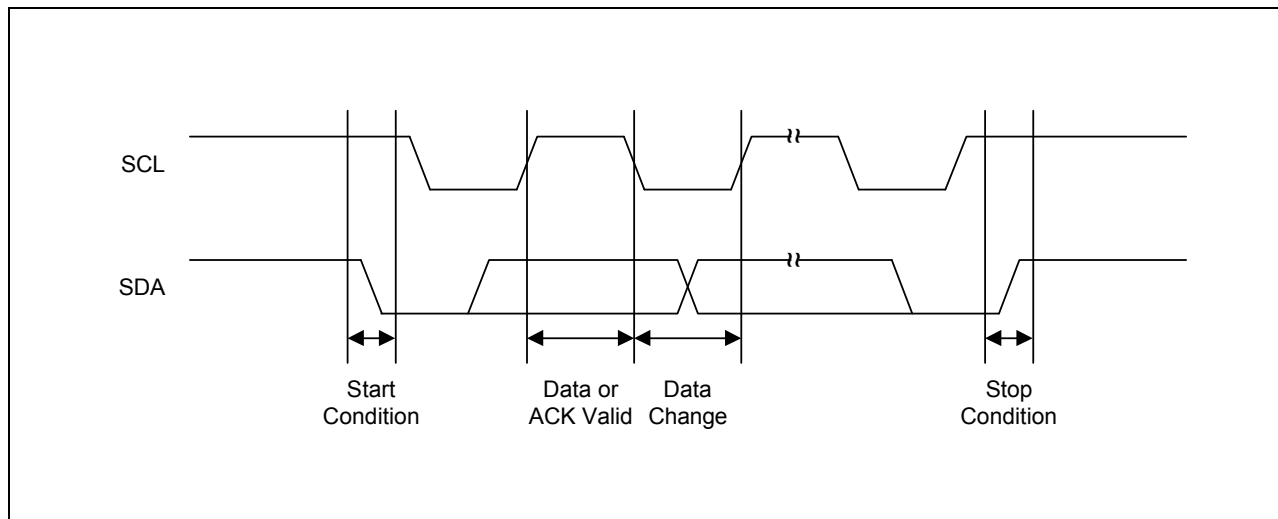 SCL
SDA
Start
Condition
Data or
ACK Valid
Data
Change
Stop
Condition